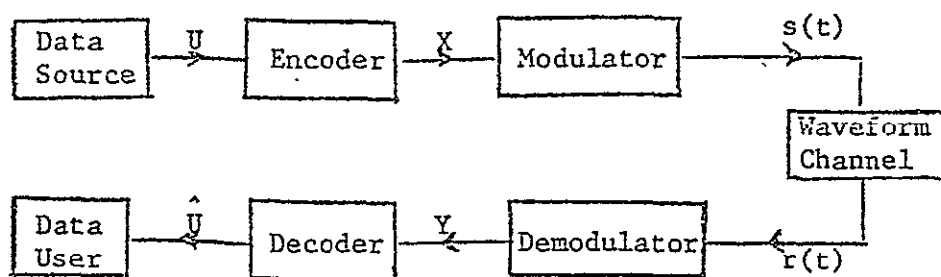 Data
Source
U
Encoder
X
Modulator
s(t)
Waveform
Channel
Data
User
Û
Decoder
Y
Demodulator
r(t)